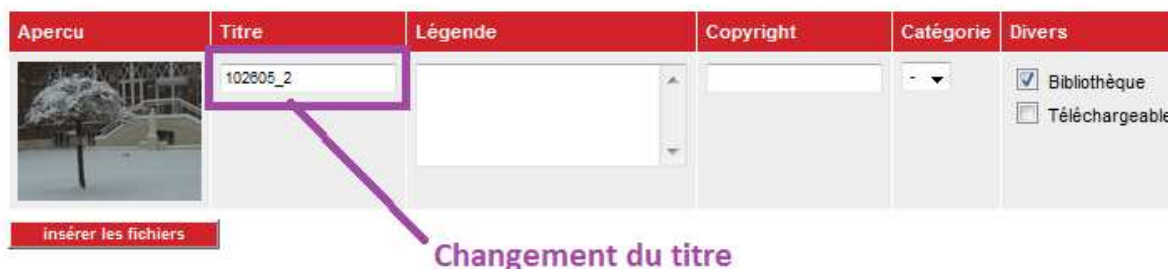 Apercu Titre Légende Copyright Catégorie Divers
102605_2 - Bibliothèque
Téléchargeable
insérer les fichiers
Changement du titre